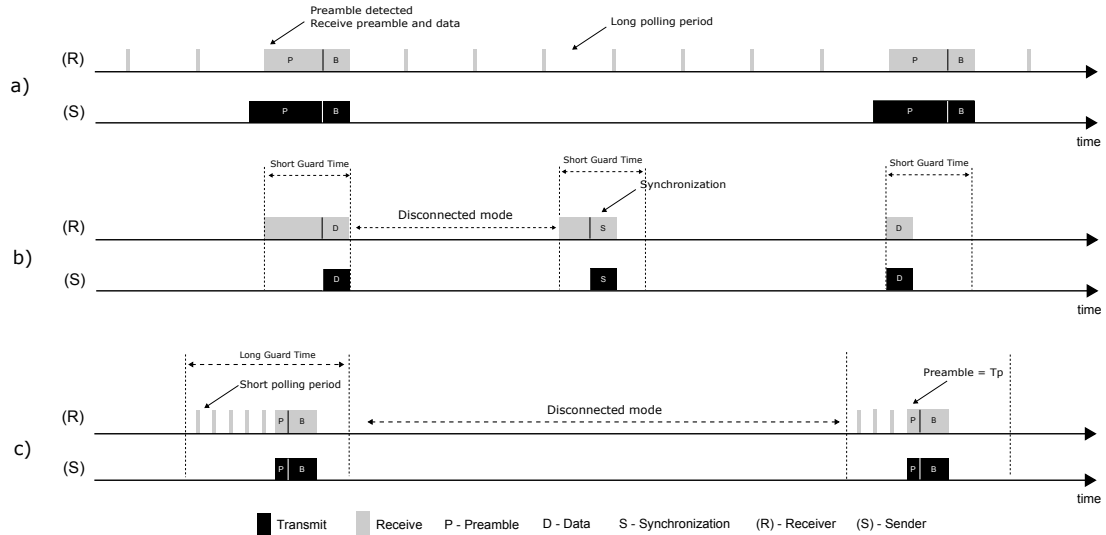 Preamble detected
Receive preamble and data
Long polling period
(R)
P B P B
a)
(S)
P B P B
time
Short Guard Time Short Guard Time Short Guard Time
Synchronization
Disconnected mode
(R)
D S D
b)
(S)
D S D
time
Long Guard Time
Short polling period
Preamble = Tp
Disconnected mode
(R)
P B P B
c)
(S)
P B P B
time
Transmit Receive P - Preamble D - Data S - Synchronization (R) - Receiver (S) - Sender